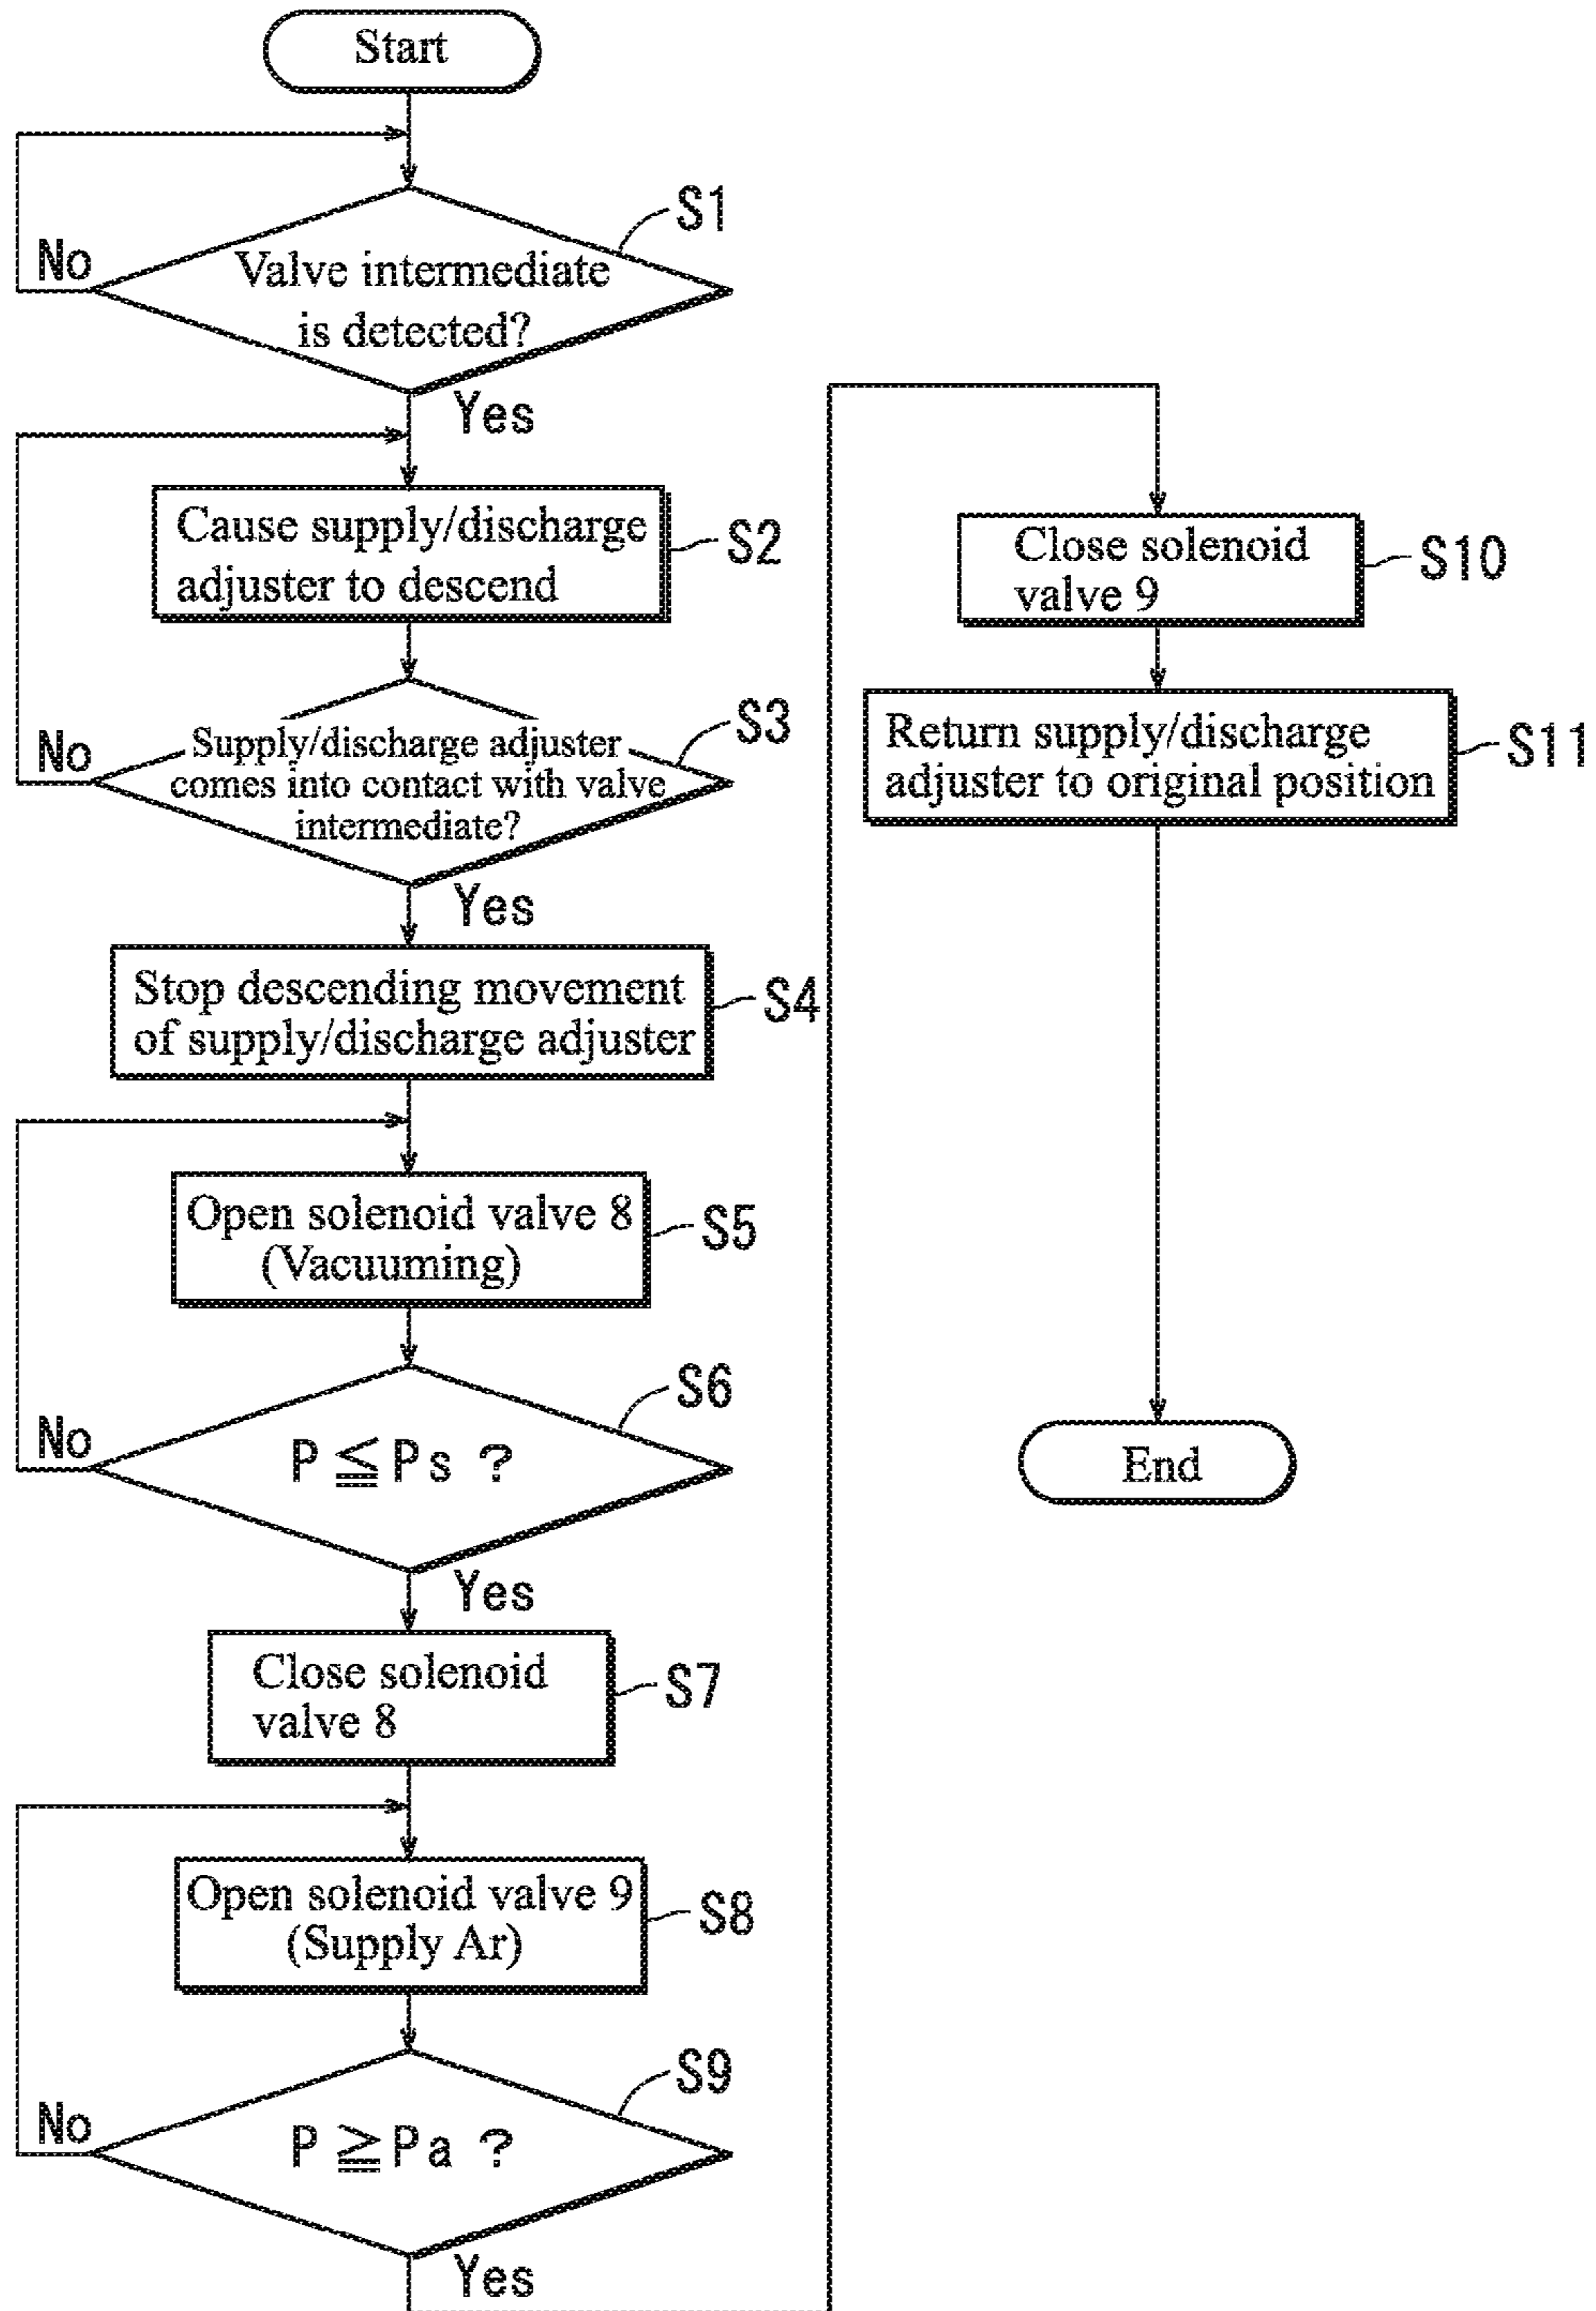 Start
S1
No
Valve intermediate
is detected?
Yes
Cause supply/discharge
adjuster to descend
S2
S3
No
Supply/discharge adjuster
comes into contact with valve
intermediate?
Yes
Stop descending movement
of supply/discharge adjuster
S4
Open solenoid valve 8
(Vacuuming)
S5
S6
No
P ≦ Ps ?
Yes
Close solenoid
valve 8
S7
Open solenoid valve 9
(Supply Ar)
S8
S9
No
P ≧ Pa ?
Yes
Close solenoid
valve 9
S10
Return supply/discharge
adjuster to original position
S11
End